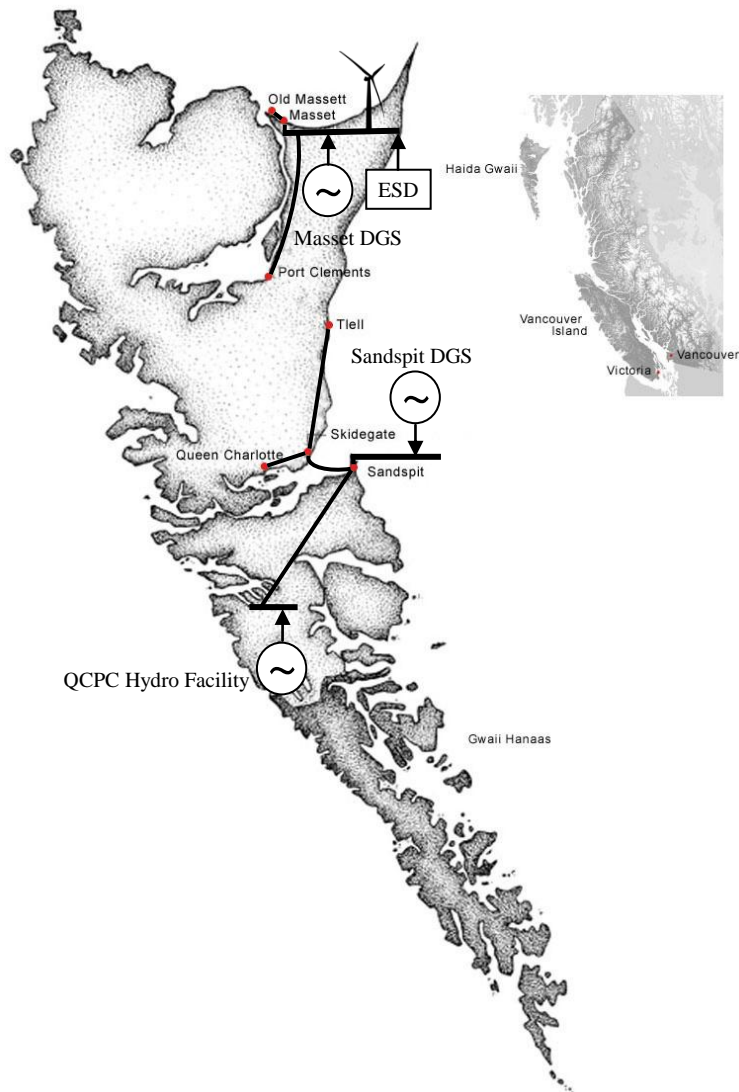 Old Massett
Masset
~
ESD
Masset DGS
Port Clements
Tlell
Sandspit DGS
~
Skidegate
Queen Charlotte
Sandspit
~
QCPC Hydro Facility
Gwaii Hanaas
Haida Gwaii
Vancouver
Island
Vancouver
Victoria